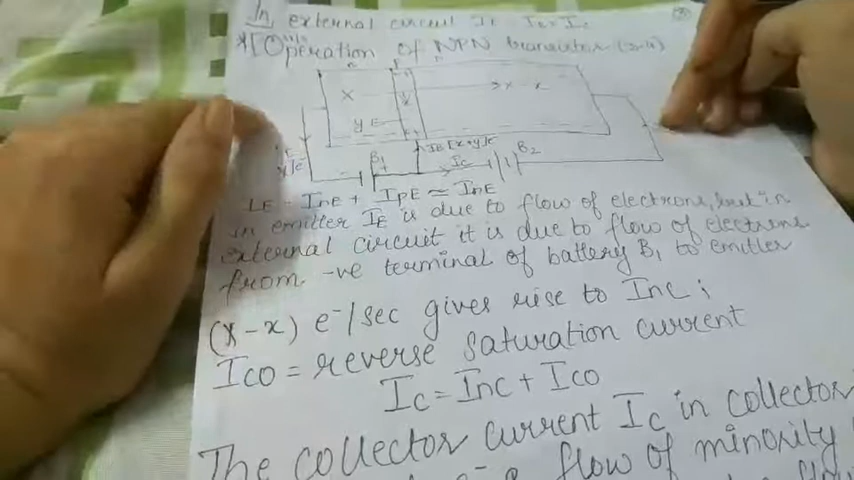 In external circuit IE = IC = IC
*[Operation of NPN transistor
x
x x
y E
B1
IB [x+y]e
IC
B2
IE = InE + IPE ≈ InE
in emitter IE is due to flow of electrons, but in
external circuit it is due to flow of electrons
from -ve terminal of battery B1 to emitter
(x-x) e-/sec gives rise to Inc;
ICO = reverse saturation current
IC = Inc + ICO
The collector current IC in collector
flow of minority